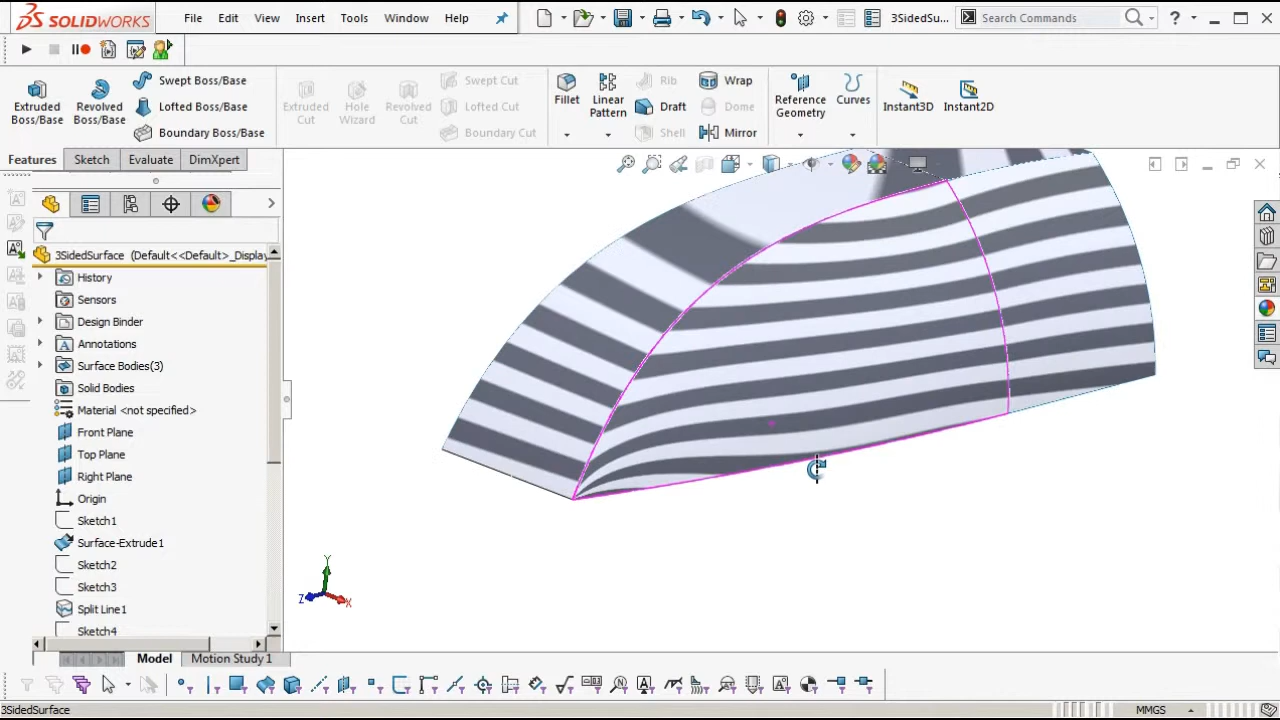 SOLIDWORKS File Edit View Insert Tools Window Help 3SidedSu... Search Commands ?
Extruded Boss/Base Revolved Boss/Base Swept Boss/Base Lofted Boss/Base Boundary Boss/Base Extruded Cut Hole Wizard Revolved Cut Swept Cut Lofted Cut Boundary Cut Fillet Linear Pattern Rib Draft Shell Wrap Dome Mirror Reference Geometry Curves Instant3D Instant2D
Features Sketch Evaluate DimXpert
3SidedSurface (Default<<Default>_Display
History
Sensors
Design Binder
Annotations
Surface Bodies(3)
Solid Bodies
Material <not specified>
Front Plane
Top Plane
Right Plane
Origin
Sketch1
Surface-Extrude1
Sketch2
Sketch3
Split Line1
Sketch4
Y
Z X
Model Motion Study 1
3SidedSurface MMGS